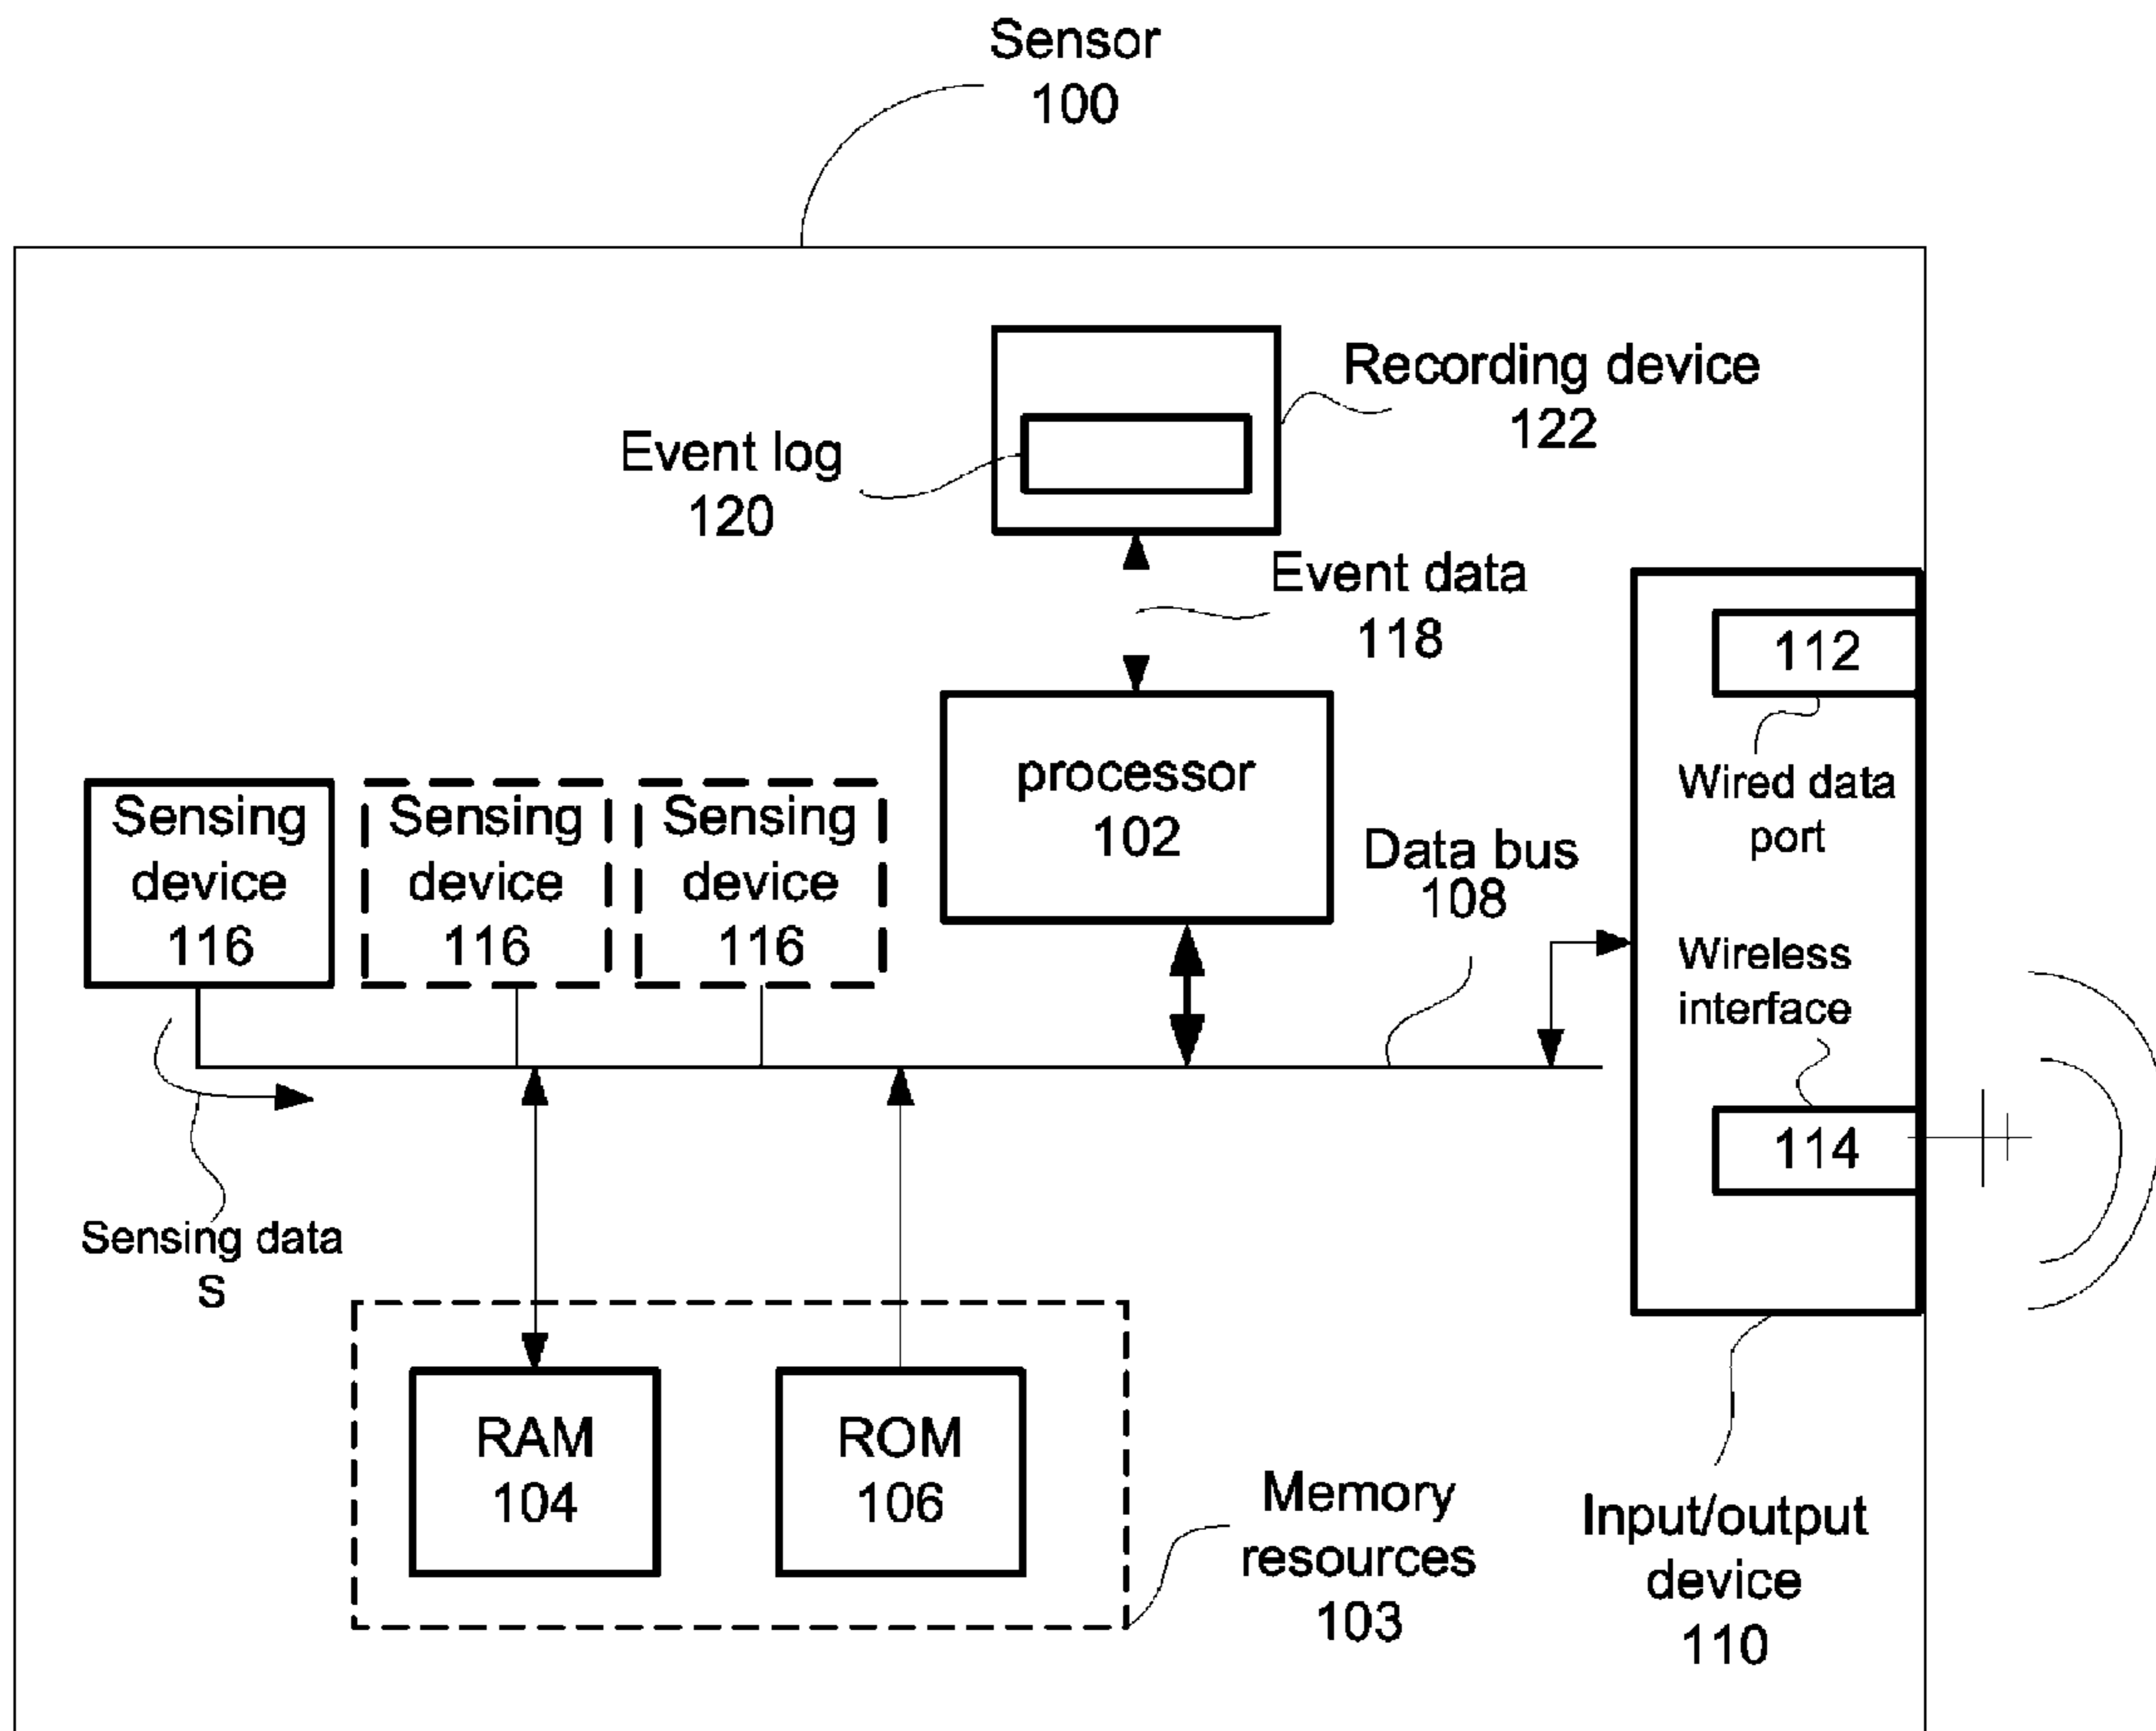 Sensor
100
Recording device
122
Event log
120
Event data
118
112
Wired data
port
processor
102
Sensing
device
116
Sensing
device
116
Sensing
device
116
Data bus
108
Wireless
interface
114
Sensing data
S
RAM
104
ROM
106
Memory
resources
103
Input/output
device
110